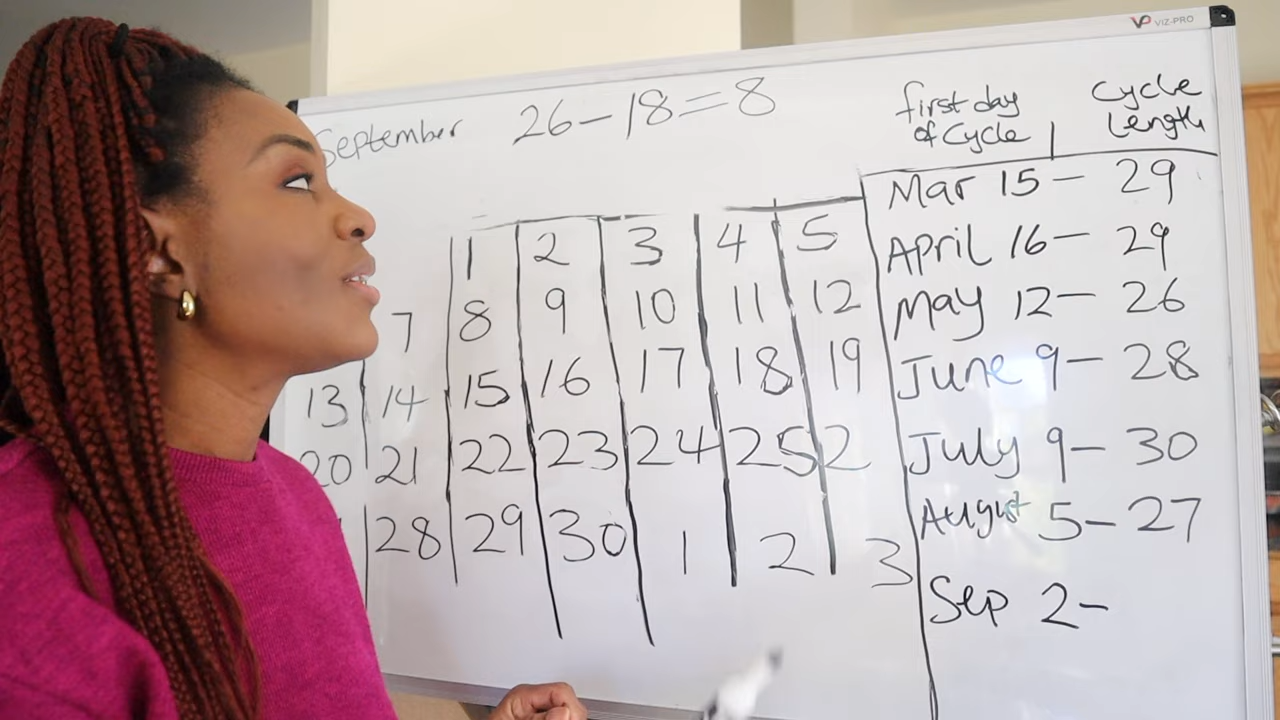 VIZ-PRO
September 26-18=8
first day of cycle | cycle length
Mar 15 - 29
April 16 - 29
May 12 - 26
June 9 - 28
July 9 - 30
August 5 - 27
Sep 2 -
1 2 3 4 5
7 8 9 10 11 12
13 14 15 16 17 18 19
20 21 22 23 24 25 2
28 29 30 1 2 3